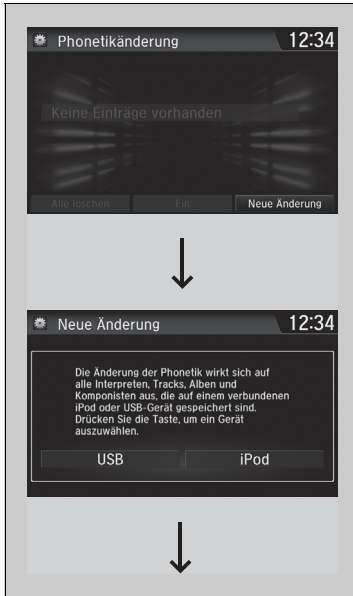 Phonetikänderung
12:34
Keine Einträge vorhanden
Alle löschen
Ein
Neue Änderung
Neue Änderung
12:34
Die Änderung der Phonetik wirkt sich auf
alle Interpreten, Tracks, Alben und
Komponisten aus, die auf einem verbundenen
iPod oder USB-Gerät gespeichert sind.
Drücken Sie die Taste, um ein Gerät
auszuwählen.
USB
iPod